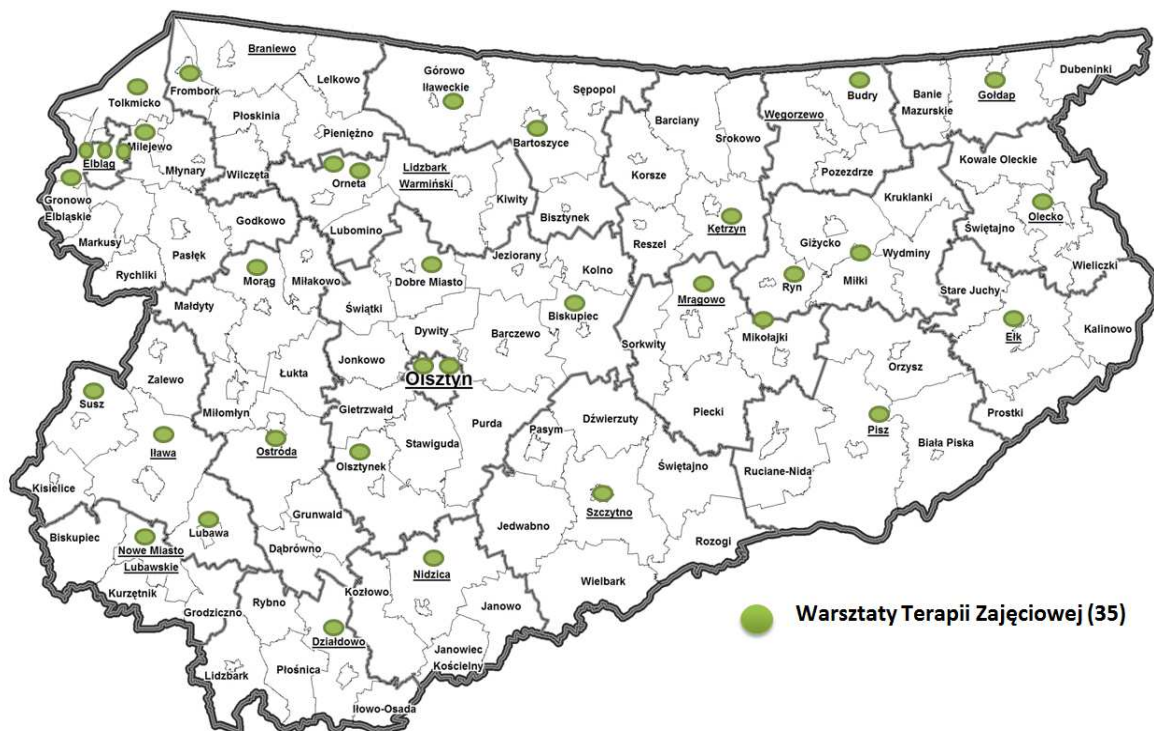 Braniewo
Frombork
Lelkowo
Górowo
Iławeckie
Sępopol
Budry
Banie
Mazurskie
Gołdap
Dubeninki
Tolkmicko
Płoskinia
Pieniężno
Bartoszyce
Barciany
Srokowo
Węgorzewo
Milejewo
Elbląg
Młynary
Wilczęta
Orneta
Lidzbark
Warmiński
Kiwity
Korsze
Pozezdrze
Kowale Oleckie
Gronowo
Elbląskie
Godkowo
Lubomino
Bisztynek
Reszel
Kętrzyn
Kruklanki
Giżycko
Olecko
Świętajno
Markusy
Pasłęk
Rychliki
Morąg
Miłakowo
Dobre Miasto
Jeziorany
Kolno
Wydminy
Wieliczki
Małdyty
Świątki
Biskupiec
Mrągowo
Ryn
Miłki
Stare Juchy
Dywity
Barczewo
Sorkwity
Mikołajki
Ełk
Kalinowo
Jonkowo
Olsztyn
Zalewo
Łukta
Orzysz
Susz
Miłomłyn
Gietrzwałd
Purda
Dźwierzuty
Piecki
Prostki
Iława
Ostróda
Olsztynek
Stawiguda
Pasym
Pisz
Biała Piska
Świętajno
Ruciane-Nida
Kisielice
Grunwald
Szczytno
Lubawa
Jedwabno
Rozogi
Biskupiec
Nowe Miasto
Lubawskie
Dąbrówno
Nidzica
Wielbark
Kurzętnik
Kozłowo
Grodziczno
Rybno
Janowo
Warsztaty Terapii Zajęciowej (35)
Działdowo
Janowiec
Kościelny
Lidzbark
Płośnica
Iłowo-Osada